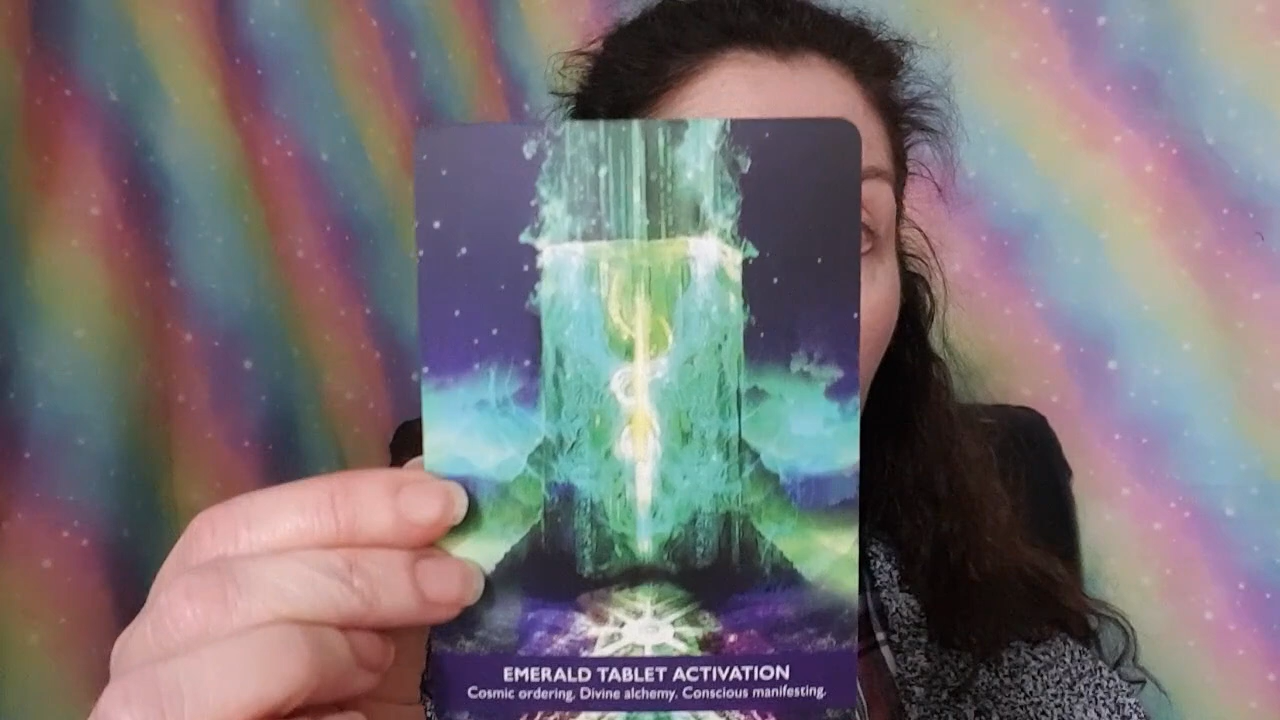 EMERALD TABLET ACTIVATION
Cosmic ordering. Divine alchemy. Conscious manifesting.